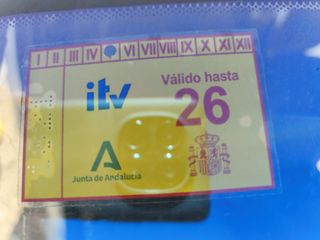 I II III IV VI VII VIII IX X XI XII
itv
Válido hasta
26
Junta de Andalucía